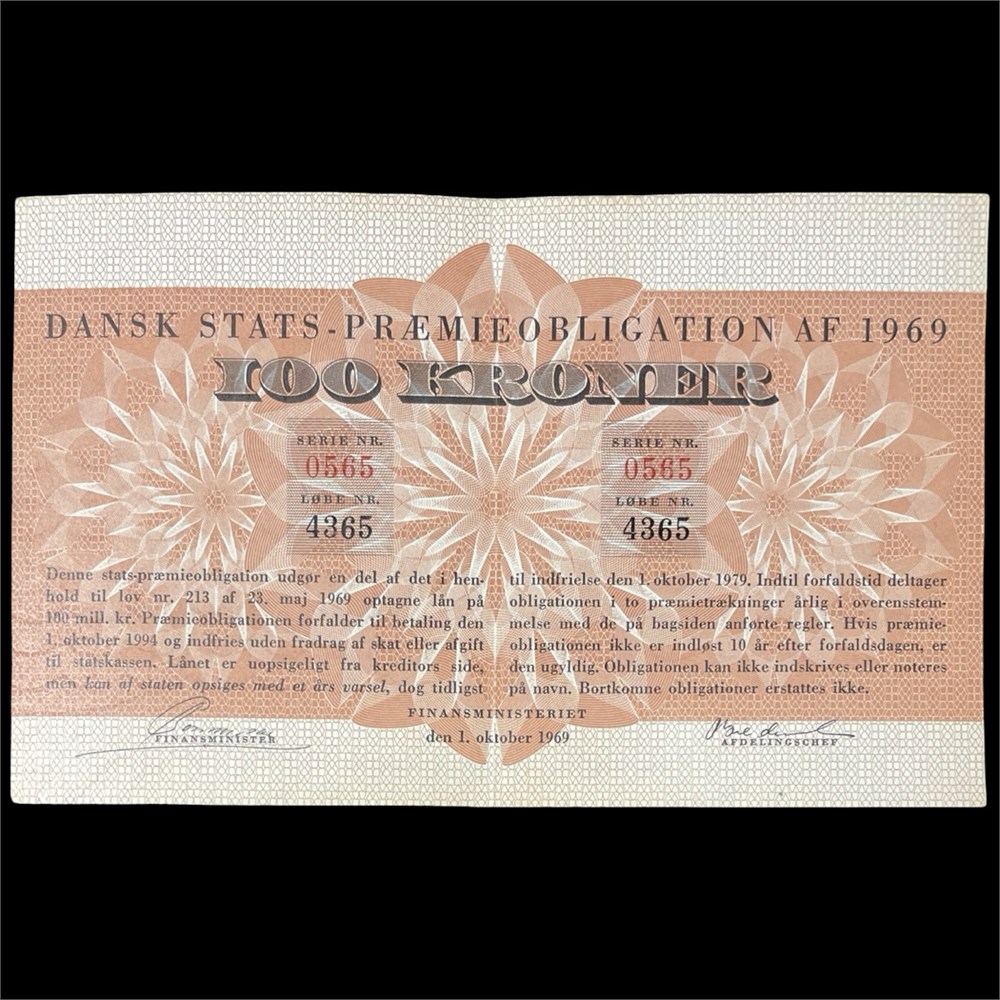 DANSK STATS-PRÆMIEOBLIGATION AF 1969
100 KRONER
SERIE NR.
0565
LØBE NR.
4365
SERIE NR.
0565
LØBE NR.
4365
Denne stats-præmieobligation udgør en del af det i hen-
hold til lov nr. 213 af 23. maj 1969 optagne lån på
100 mill. kr. Præmieobligationen forfalder til betaling den
1. oktober 1994 og indfries uden fradrag af skat eller afgift
til statskassen. Lånet er uopsigeligt fra kreditors side,
men kan af staten opsiges med et års varsel, dog tidligst
til indfrielse den 1. oktober 1979. Indtil forfaldstid deltager
obligationen i to præmietrækninger årlig i overensstem-
melse med de på bagsiden anførte regler. Hvis præmie-
obligationen ikke er indløst 10 år efter forfaldsdagen, er
den ugyldig. Obligationen kan ikke indskrives eller noteres
på navn. Bortkomne obligationer erstattes ikke.
FINANSMINISTERIET
den 1. oktober 1969
FINANSMINISTER
AFDELINGSCHEF